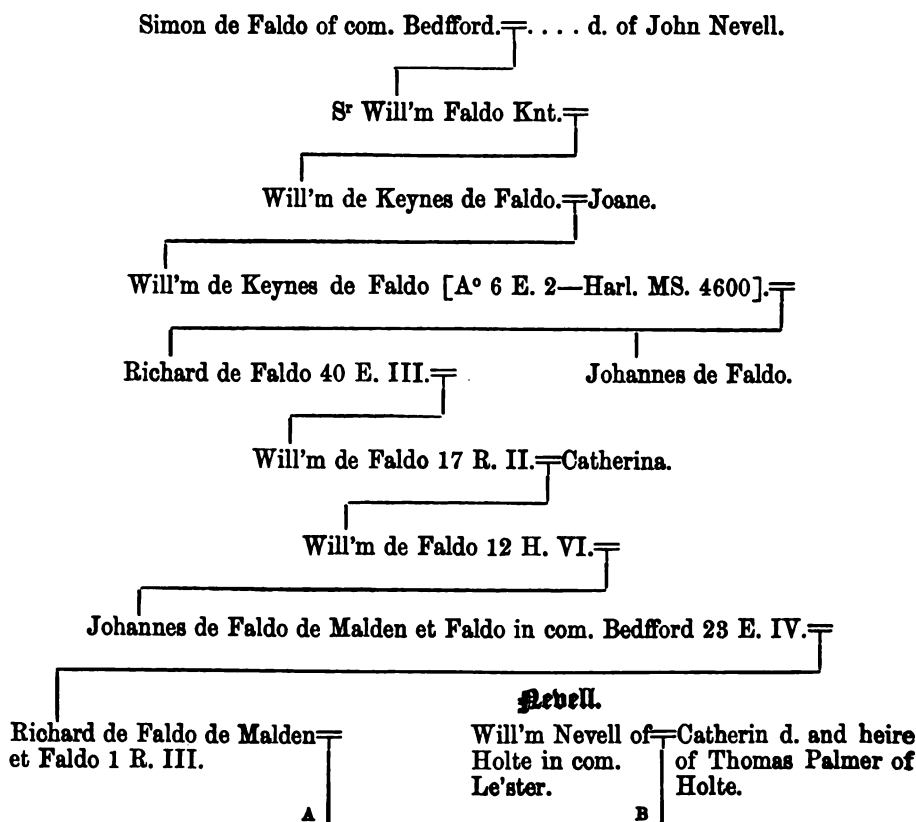 Simon de Faldo of com. Bedfford.=. . . . d. of John Nevell.
Sʳ Will'm Faldo Knt.=
Will'm de Keynes de Faldo.=Joane.
Will'm de Keynes de Faldo [Aº 6 E. 2—Harl. MS. 4600].=
Richard de Faldo 40 E. III.= Johannes de Faldo.
Will'm de Faldo 17 R. II.=Catherina.
Will'm de Faldo 12 H. VI.=
Johannes de Faldo de Malden et Faldo in com. Bedfford 23 E. IV.=
Richard de Faldo de Malden=
et Faldo 1 R. III.
A
Nevell.
Will'm Nevell of=Catherin d. and heire
Holte in com. of Thomas Palmer of
Le'ster. Holte.
B